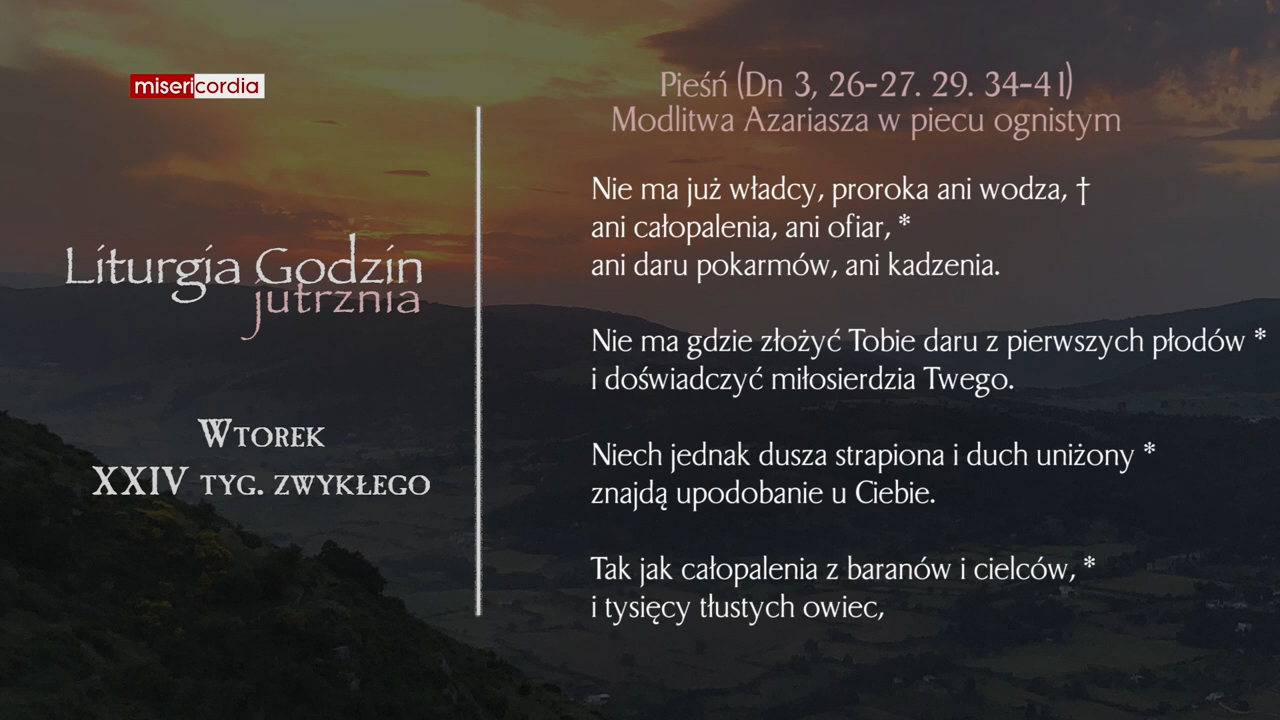 misericordia
Liturgia Godzin
jutrznia
Wtorek
XXIV tyg. zwykłego
Pieśń (Dn 3, 26-27. 29. 34-41)
Modlitwa Azariasza w piecu ognistym
Nie ma już władcy, proroka ani wodza, †
ani całopalenia, ani ofiar, *
ani daru pokarmów, ani kadzenia.
Nie ma gdzie złożyć Tobie daru z pierwszych płodów *
i doświadczyć miłosierdzia Twego.
Niech jednak dusza strapiona i duch uniżony *
znajdą upodobanie u Ciebie.
Tak jak całopalenia z baranów i cielców, *
i tysięcy tłustych owiec,